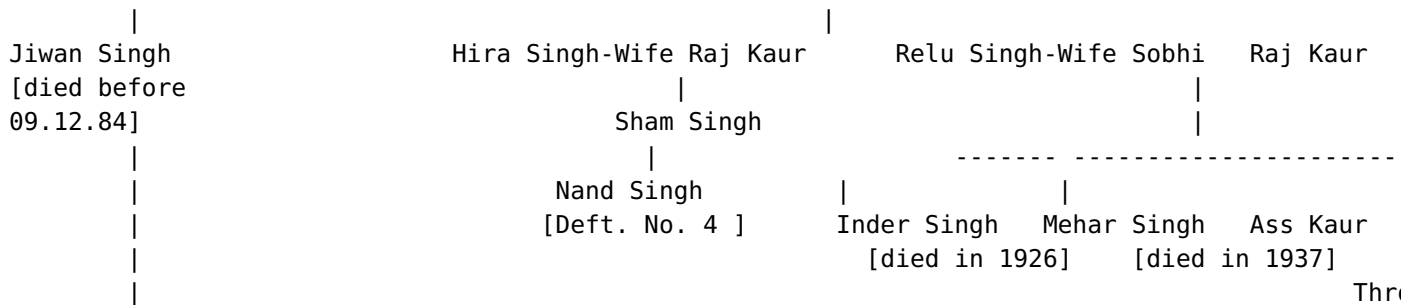 |                                               |
Jiwan Singh                   Hira Singh-Wife Raj Kaur      Relu Singh-Wife Sobhi   Raj Kaur
[died before                                  |                                   |
09.12.84]                                Sham Singh                             |
|                                   |                     ------- ----------------------
|                            Nand Singh         |               |
|                           [Deft. No. 4 ]      Inder Singh   Mehar Singh   Ass Kaur
|                                                 [died in 1926]    [died in 1937]
|